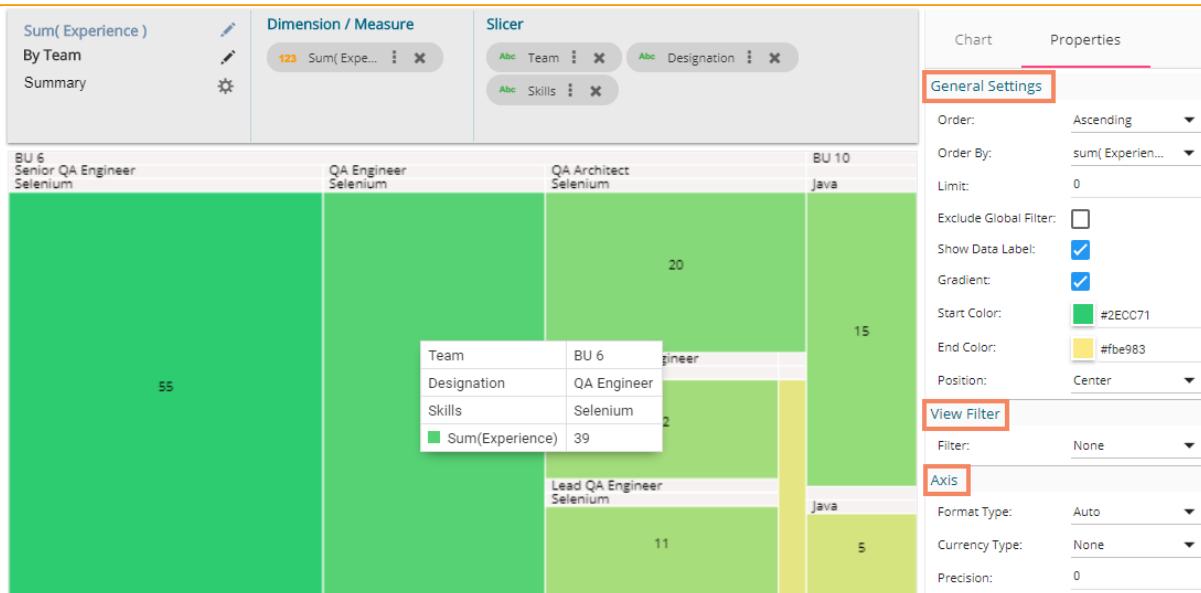 Sum( Experience )
By Team
Summary
Dimension / Measure
123 Sum( Expe...
Slicer
Abc Team
Abc Designation
Abc Skills
Chart Properties
General Settings
Order: Ascending
Order By: sum( Experien...
Limit: 0
Exclude Global Filter:
Show Data Label:
Gradient:
Start Color: #2ECC71
End Color: #fbe983
Position: Center
View Filter
Filter: None
Axis
Format Type: Auto
Currency Type: None
Precision: 0
BU 6 BU 10
Senior QA Engineer QA Engineer QA Architect
Selenium Selenium Selenium Java
20
15
55
Team BU 6
Designation QA Engineer
Skills Selenium
Sum(Experience) 39
Lead QA Engineer
Selenium
Java
11
5